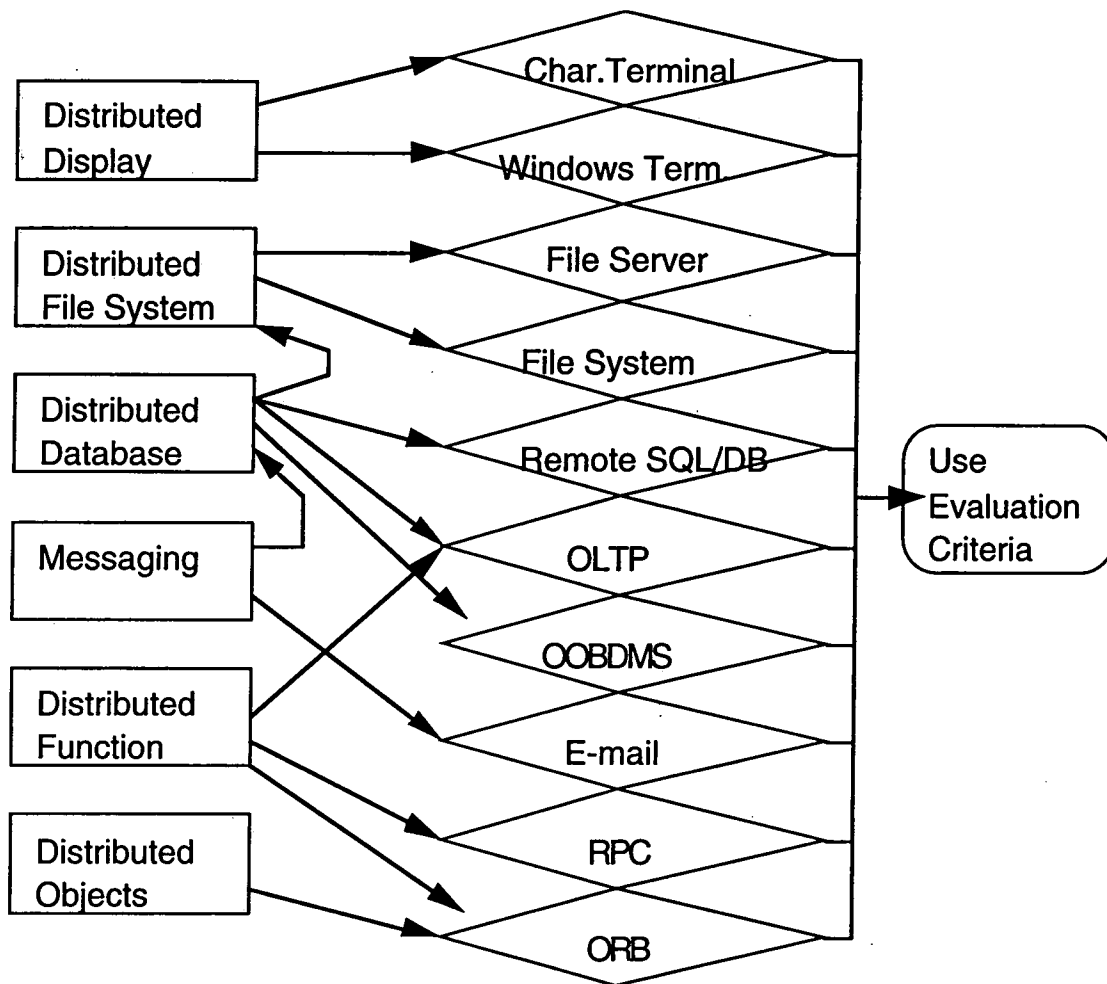 Distributed
Display
Distributed
File System
Distributed
Database
Messaging
Distributed
Function
Distributed
Objects
Char.Terminal
Windows Term.
File Server
File System
Remote SQL/DB
OLTP
OOBDMS
E-mail
RPC
ORB
Use
Evaluation
Criteria